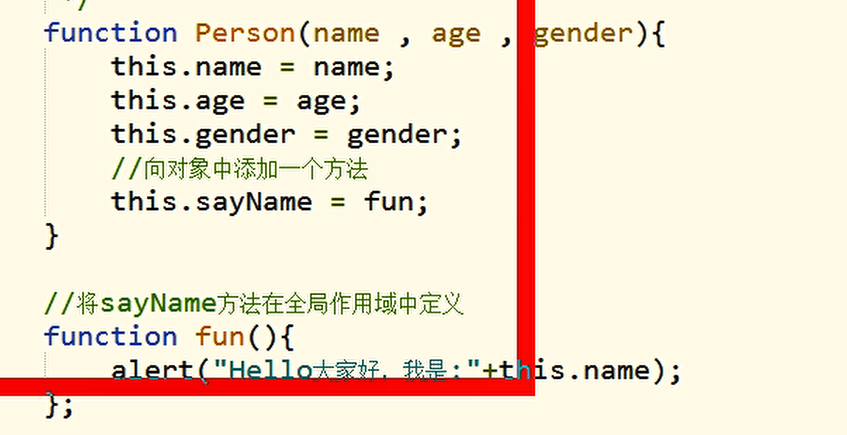 */
function Person(name , age , gender){
this.name = name;
this.age = age;
this.gender = gender;
//向对象中添加一个方法
this.sayName = fun;
}
//将sayName方法在全局作用域中定义
function fun(){
alert("Hello大家好，我是:"+this.name);
};